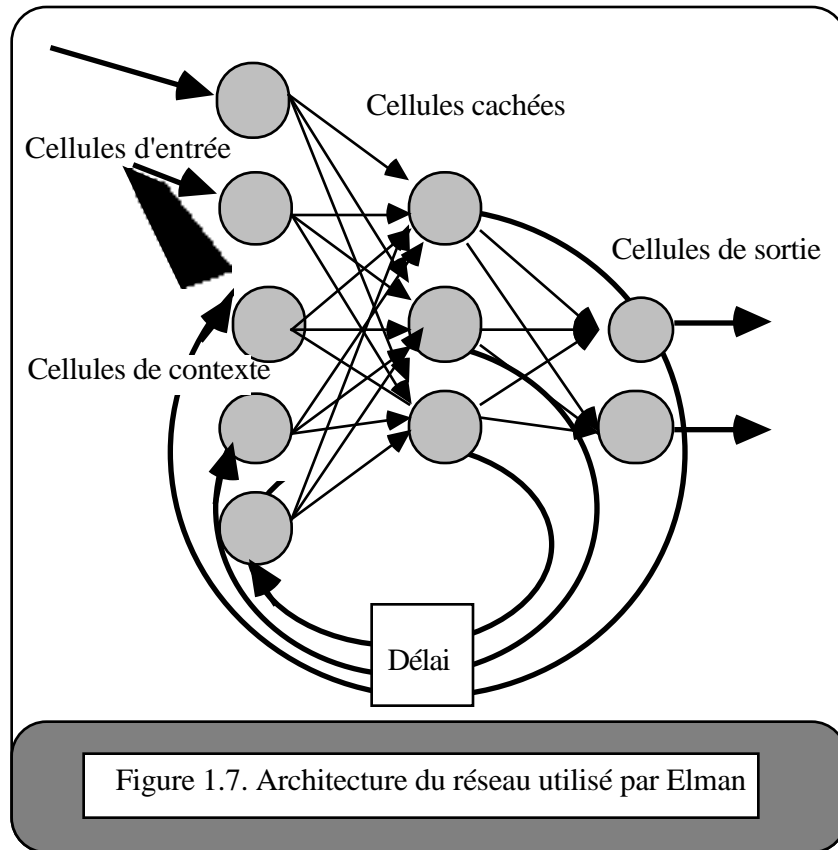 Cellules cachées
Cellules d'entrée
Cellules de sortie
Cellules de contexte
Délai
Figure 1.7. Architecture du réseau utilisé par Elman